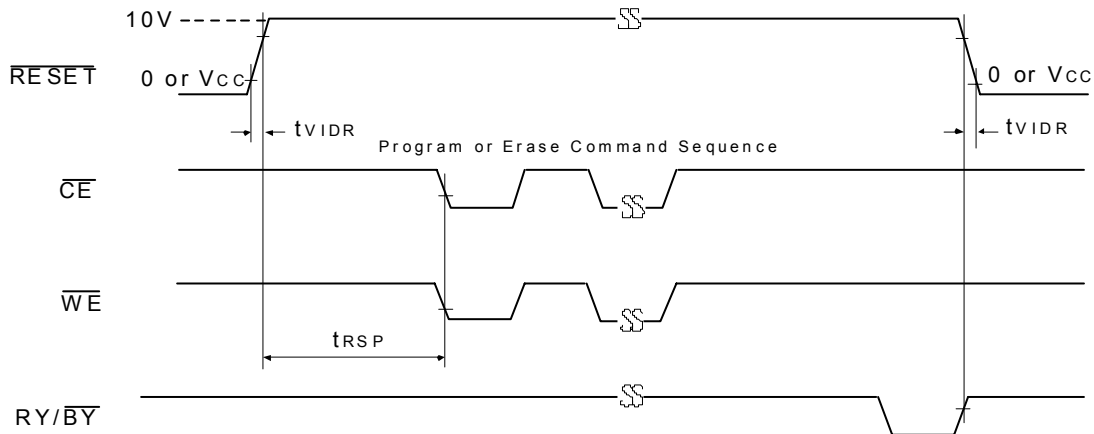 10V
RESET
0 or VCC
0 or VCC
tVIDR
tVIDR
Program or Erase Command Sequence
CE
WE
tRSP
RY/BY